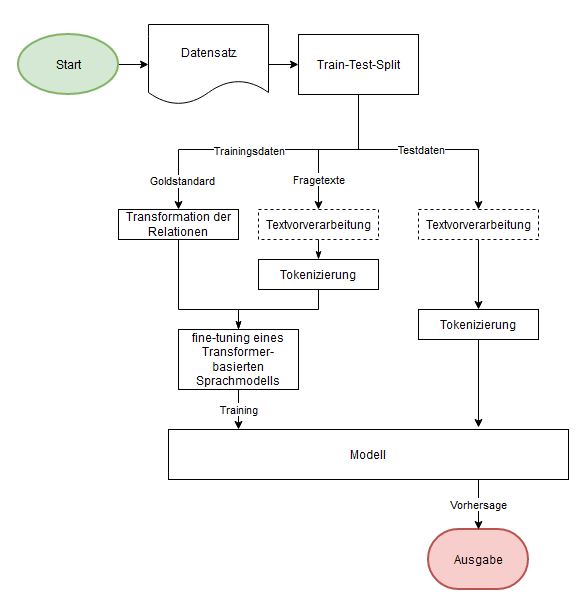 Start
Datensatz
Train-Test-Split
Trainingsdaten
Testdaten
Goldstandard
Fragetexte
Transformation der
Relationen
Textvorverarbeitung
Textvorverarbeitung
Tokenizierung
Tokenizierung
fine-tuning eines
Transformer-
basierten
Sprachmodells
Training
Modell
Vorhersage
Ausgabe